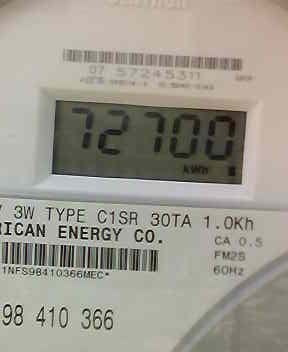 07 57245311
72700
kWh
3W TYPE C1SR 30TA 1.0Kh
RICAN ENERGY CO.
CA 0.5
FM2S
1NFS98410366MEC*
60Hz
98 410 366